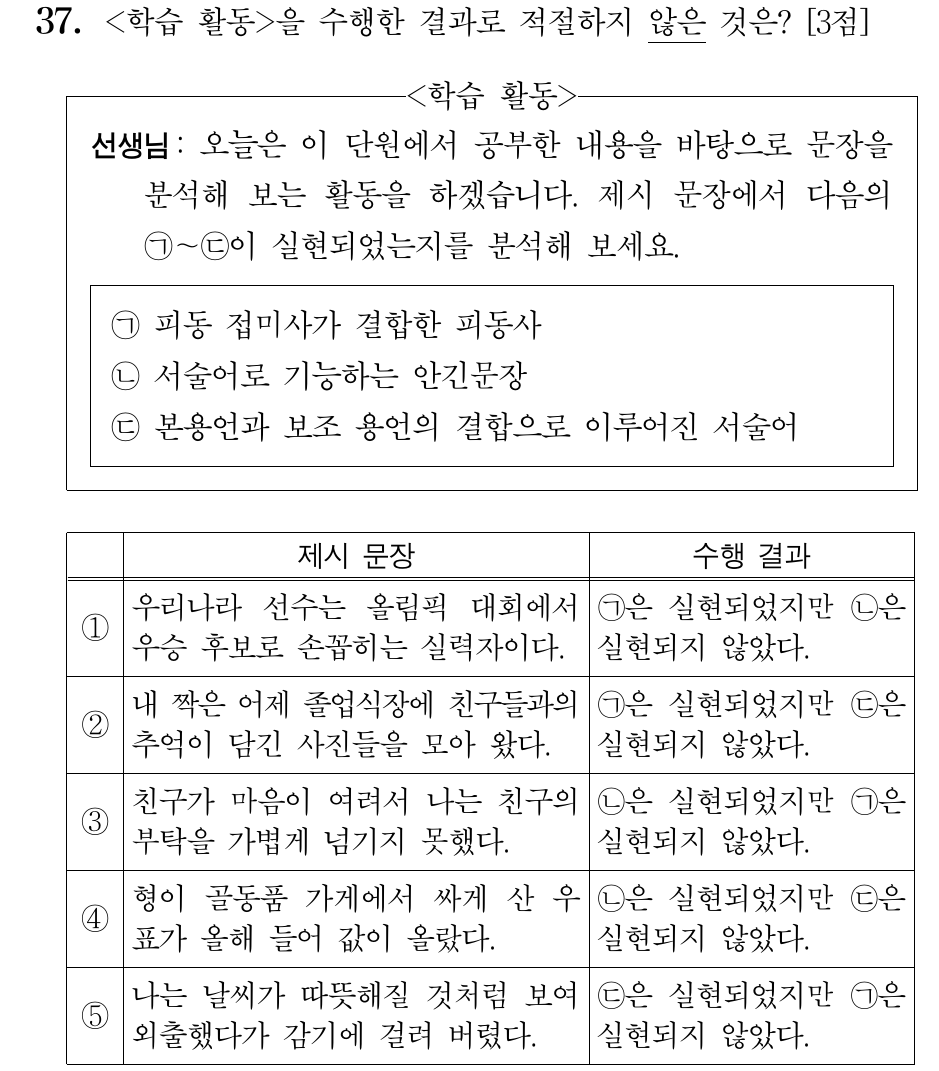 37. <학습 활동>을 수행한 결과로 적절하지 않은 것은? [3점]
<학습 활동>
선생님 : 오늘은 이 단원에서 공부한 내용을 바탕으로 문장을
분석해 보는 활동을 하겠습니다. 제시 문장에서 다음의
㉠～㉢이 실현되었는지를 분석해 보세요.
㉠ 피동 접미사가 결합한 피동사
㉡ 서술어로 기능하는 안긴문장
㉢ 본용언과 보조 용언의 결합으로 이루어진 서술어
제시 문장 수행 결과
① 우리나라 선수는 올림픽 대회에서 ㉠은 실현되었지만 ㉡은
우승 후보로 손꼽히는 실력자이다. 실현되지 않았다.
② 내 짝은 어제 졸업식장에 친구들과의 ㉠은 실현되었지만 ㉢은
추억이 담긴 사진들을 모아 왔다. 실현되지 않았다.
③ 친구가 마음이 여려서 나는 친구의 ㉡은 실현되었지만 ㉠은
부탁을 가볍게 넘기지 못했다. 실현되지 않았다.
④ 형이 골동품 가게에서 싸게 산 우 ㉡은 실현되었지만 ㉢은
표가 올해 들어 값이 올랐다. 실현되지 않았다.
⑤ 나는 날씨가 따뜻해질 것처럼 보여 ㉢은 실현되었지만 ㉠은
외출했다가 감기에 걸려 버렸다. 실현되지 않았다.